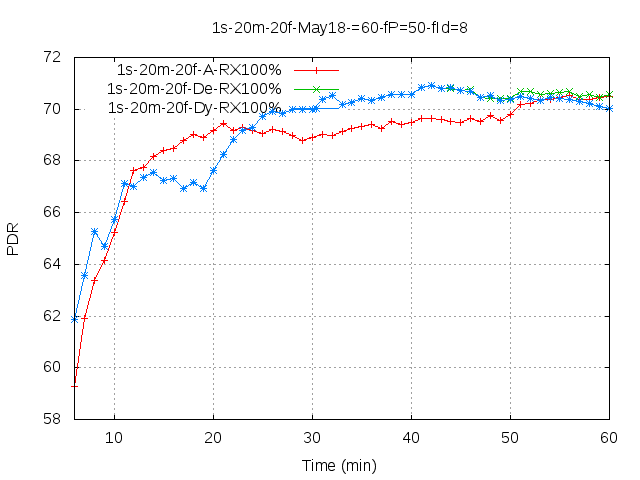 1s-20m-20f-May18-=60-fP=50-fId=8
72
70
68
66
64
62
60
58
PDR
1s-20m-20f-A-RX100%
1s-20m-20f-De-RX100%
1s-20m-20f-Dy-RX100%
10 20 30 40 50 60
Time (min)